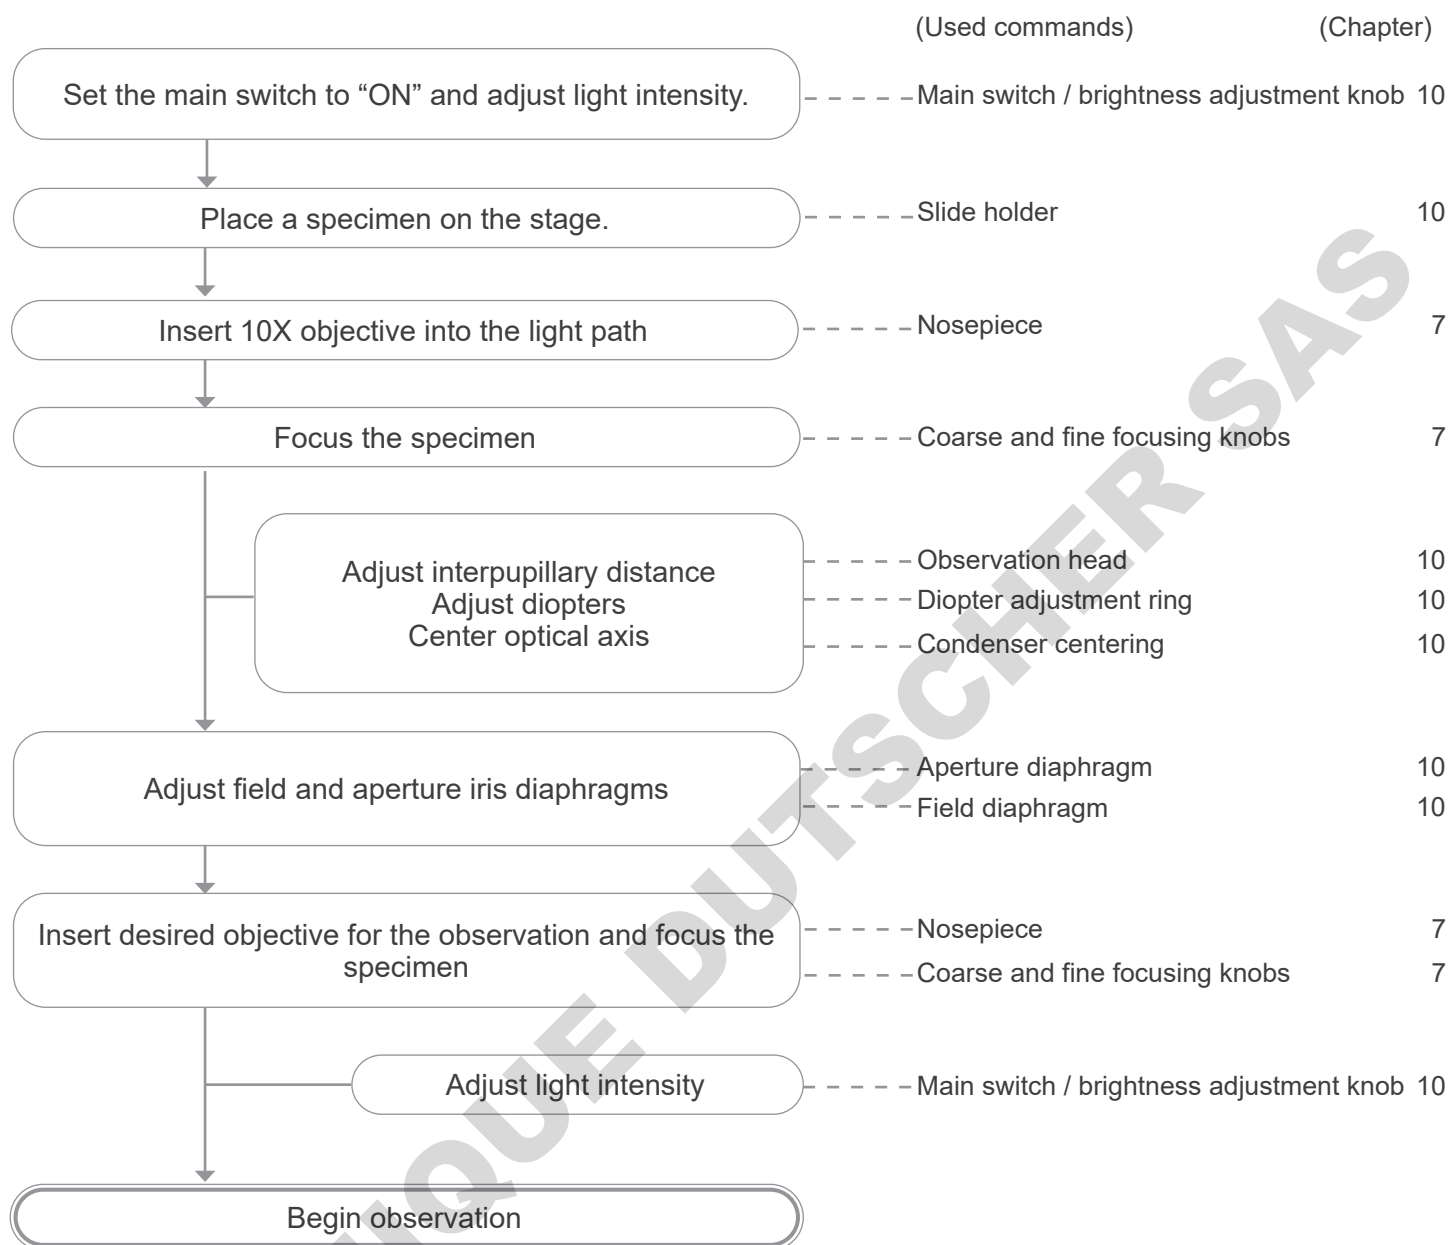 (Used commands) (Chapter)
Set the main switch to “ON” and adjust light intensity. Main switch / brightness adjustment knob 10
Place a specimen on the stage. Slide holder 10
Insert 10X objective into the light path Nosepiece 7
Focus the specimen Coarse and fine focusing knobs 7
Adjust interpupillary distance Observation head 10
Adjust diopters Diopter adjustment ring 10
Center optical axis Condenser centering 10
Adjust field and aperture iris diaphragms Aperture diaphragm 10
Field diaphragm 10
Insert desired objective for the observation and focus the Nosepiece 7
specimen Coarse and fine focusing knobs 7
Adjust light intensity Main switch / brightness adjustment knob 10
Begin observation
DUTSCHER SAS